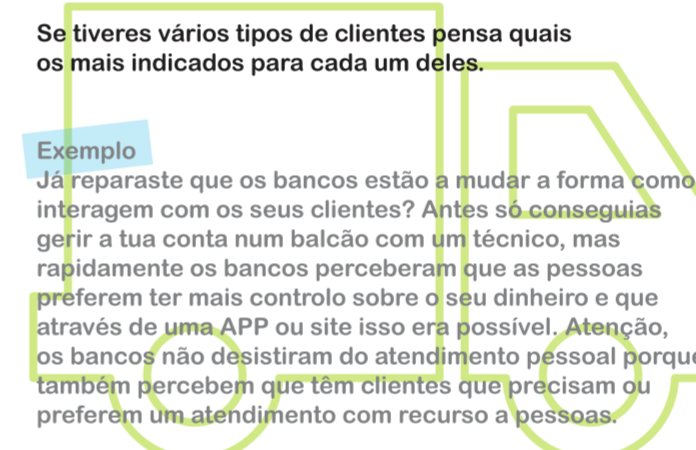 Se tiveres vários tipos de clientes pensa quais
os mais indicados para cada um deles.
Exemplo
Já reparaste que os bancos estão a mudar a forma como
interagem com os seus clientes? Antes só conseguias
gerir a tua conta num balcão com um técnico, mas
rapidamente os bancos perceberam que as pessoas
preferem ter mais controlo sobre o seu dinheiro e que
através de uma APP ou site isso era possível. Atenção,
os bancos não desistiram do atendimento pessoal porque
também percebem que têm clientes que precisam ou
preferem um atendimento com recurso a pessoas.